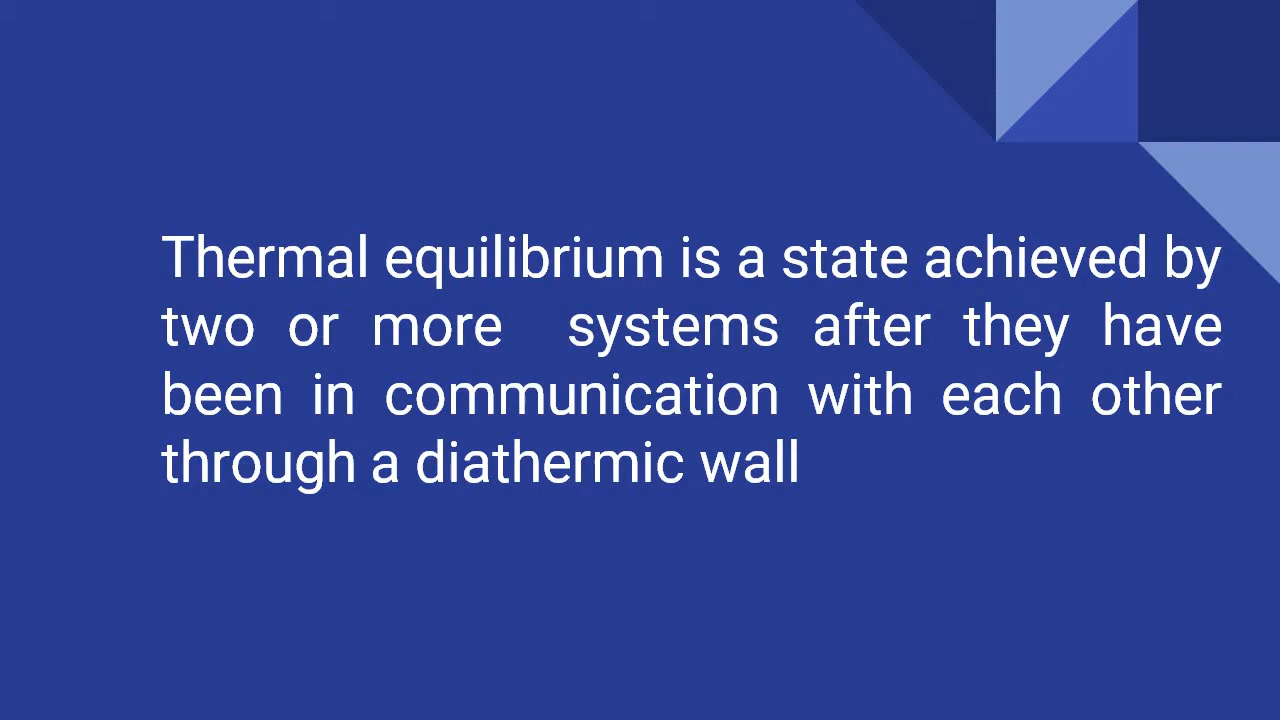 Thermal equilibrium is a state achieved by
two or more systems after they have
been in communication with each other
through a diathermic wall